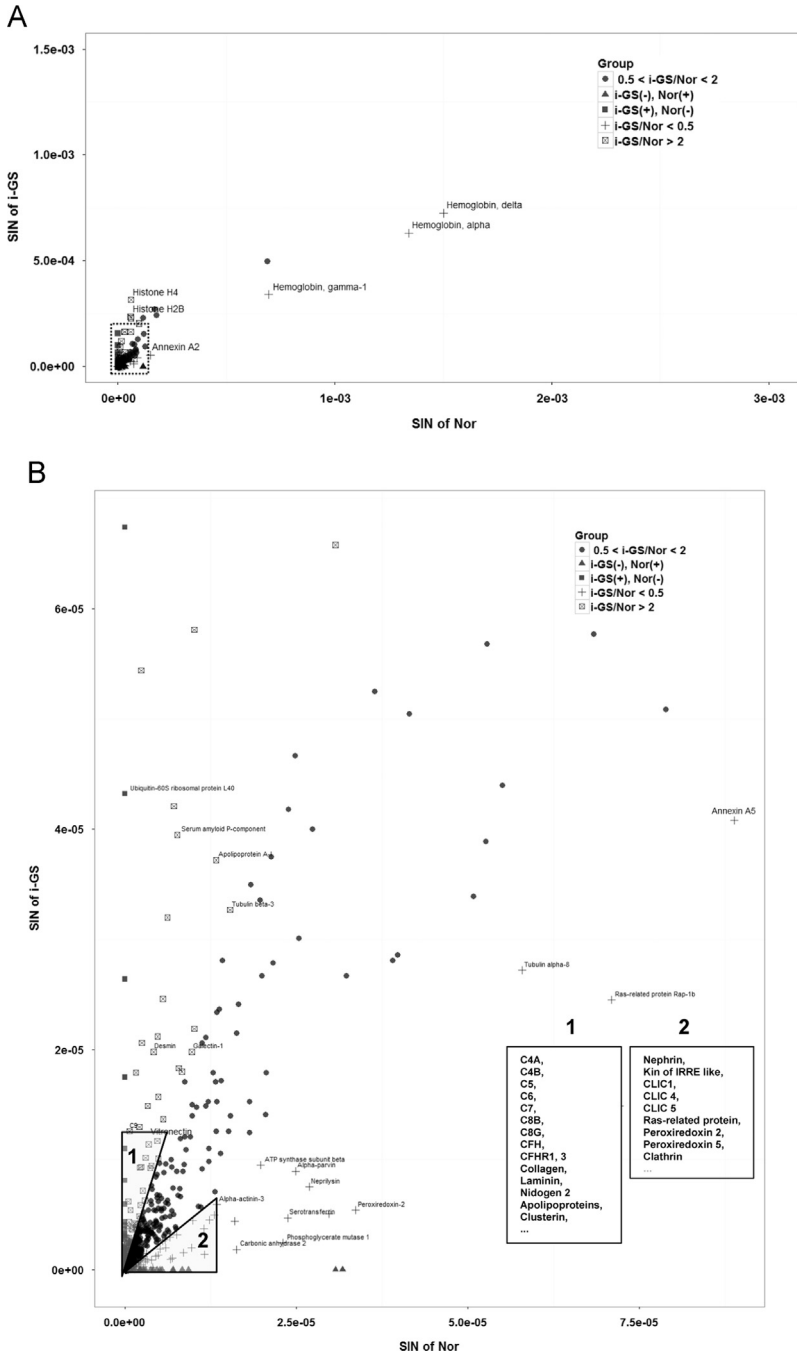 A
1.5e-03
1.0e-03
5.0e-04
0.0e+00
SIN of i-GS
Group
0.5 < i-GS/Nor < 2
i-GS(-), Nor(+)
i-GS(+), Nor(-)
i-GS/Nor < 0.5
i-GS/Nor > 2
Hemoglobin, delta
Hemoglobin, alpha
Hemoglobin, gamma-1
Histone H4
Histone H2B
Annexin A2
0e+00
1e-03
2e-03
3e-03
SIN of Nor
B
6e-05
4e-05
2e-05
0e+00
SIN of i-GS
Group
0.5 < i-GS/Nor < 2
i-GS(-), Nor(+)
i-GS(+), Nor(-)
i-GS/Nor < 0.5
i-GS/Nor > 2
Ubiquitin-60S ribosomal protein L40
Serum amyloid P-component
Annexin A5
Apolipoprotein A-I
Tubulin beta-3
Tubulin alpha-8
Ras-related protein Rap-1b
Desmin
Galectin-1
C9
Vitronectin
1
2
ATP synthase subunit beta
Alpha-parvin
Neprilysin
Alpha-actinin-3
Peroxiredoxin-2
Serotransferrin
Phosphoglycerate mutase 1
Carbonic anhydrase 2
1
C4A,
C4B,
C5,
C6,
C7,
C8B,
C8G,
CFH,
CFHR1, 3
Collagen,
Laminin,
Nidogen 2
Apolipoproteins,
Clusterin,
...
2
Nephrin,
Kin of IRRE like,
CLIC1,
CLIC 4,
CLIC 5
Ras-related protein,
Peroxiredoxin 2,
Peroxiredoxin 5,
Clathrin
...
0.0e+00
2.5e-05
5.0e-05
7.5e-05
SIN of Nor